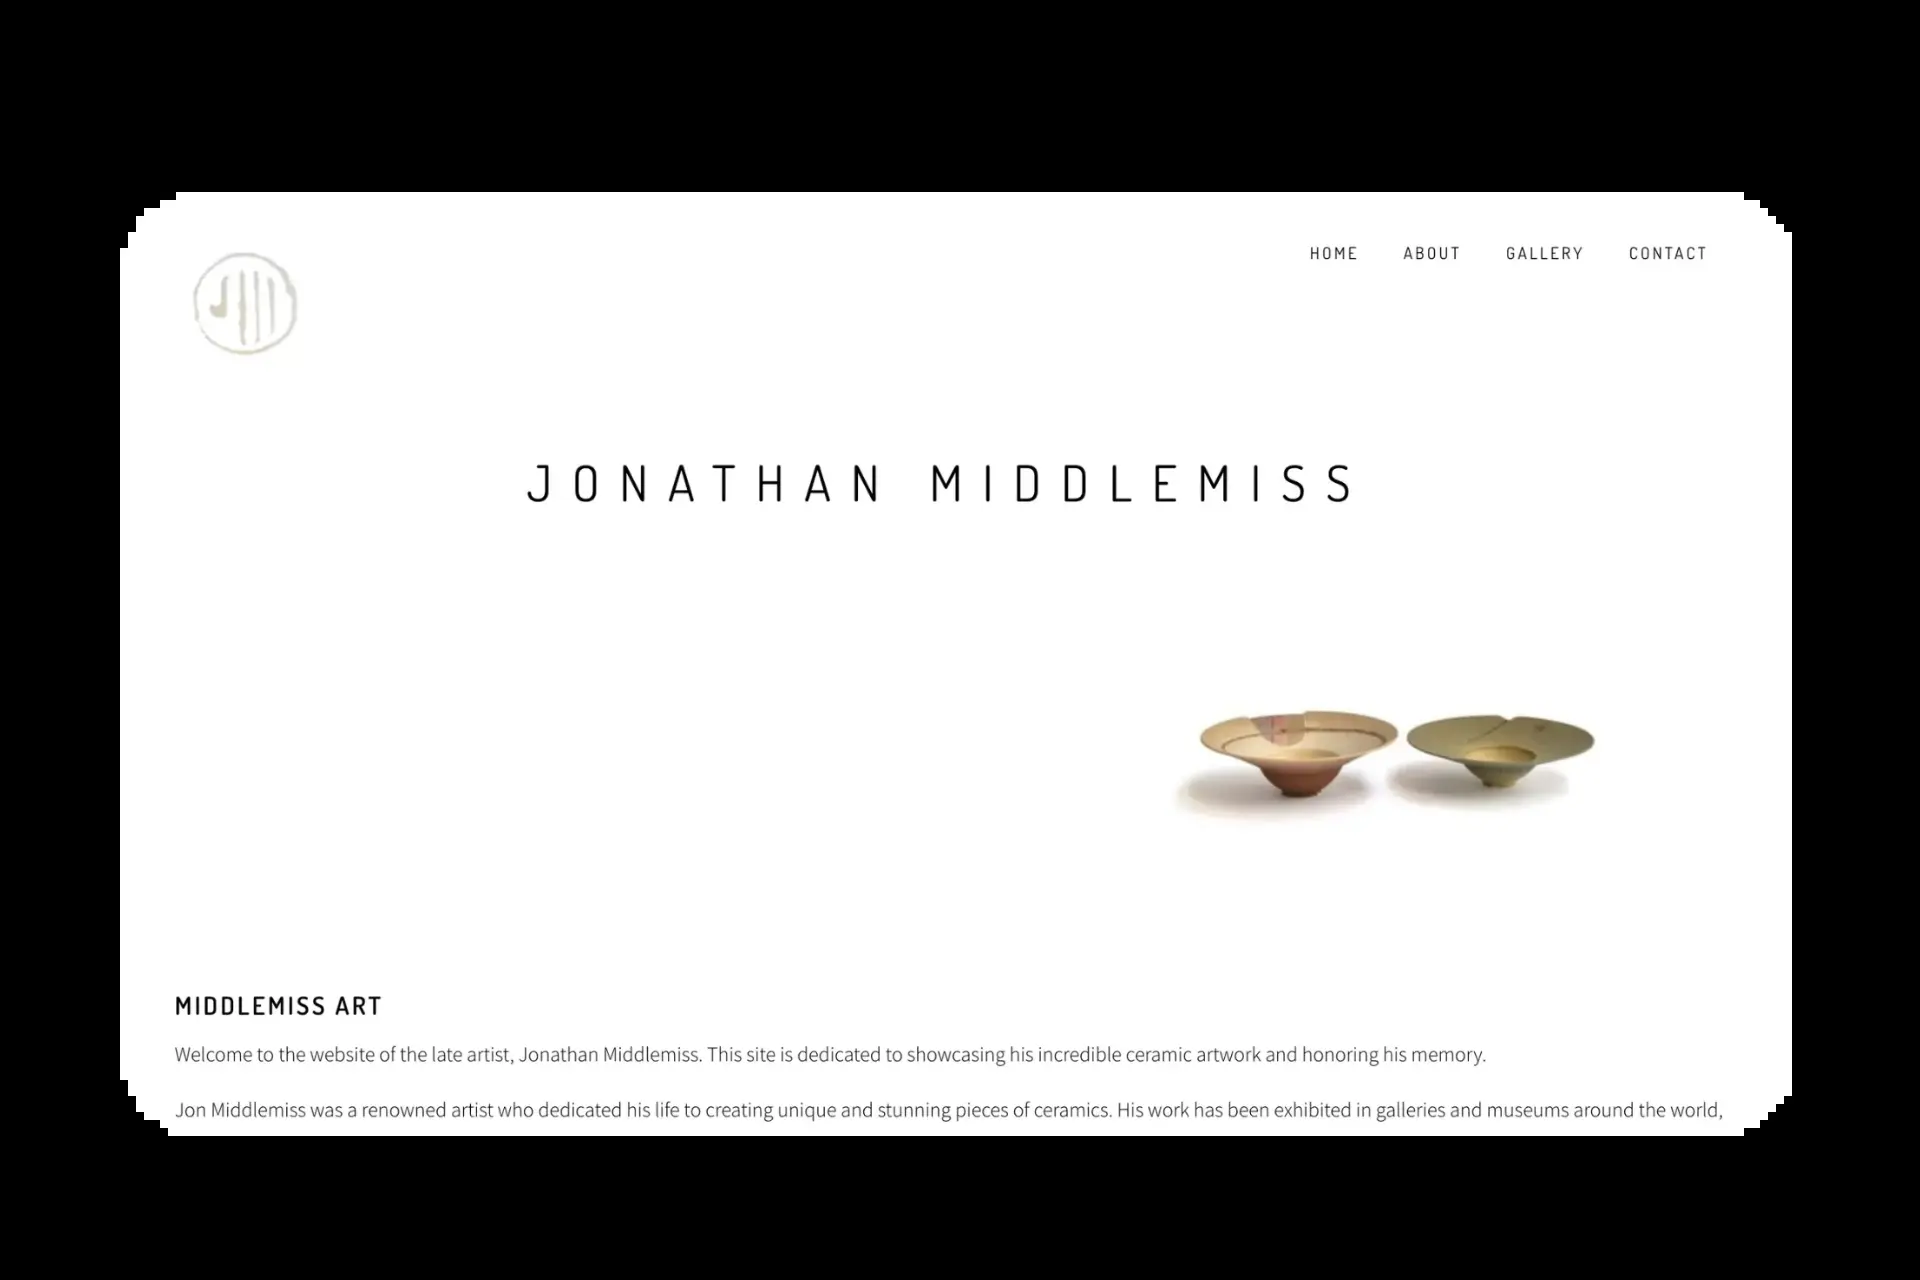 HOME ABOUT GALLERY CONTACT
JONATHAN MIDDLEMISS
MIDDLEMISS ART
Welcome to the website of the late artist, Jonathan Middlemiss. This site is dedicated to showcasing his incredible ceramic artwork and honoring his memory.
Jon Middlemiss was a renowned artist who dedicated his life to creating unique and stunning pieces of ceramics. His work has been exhibited in galleries and museums around the world,